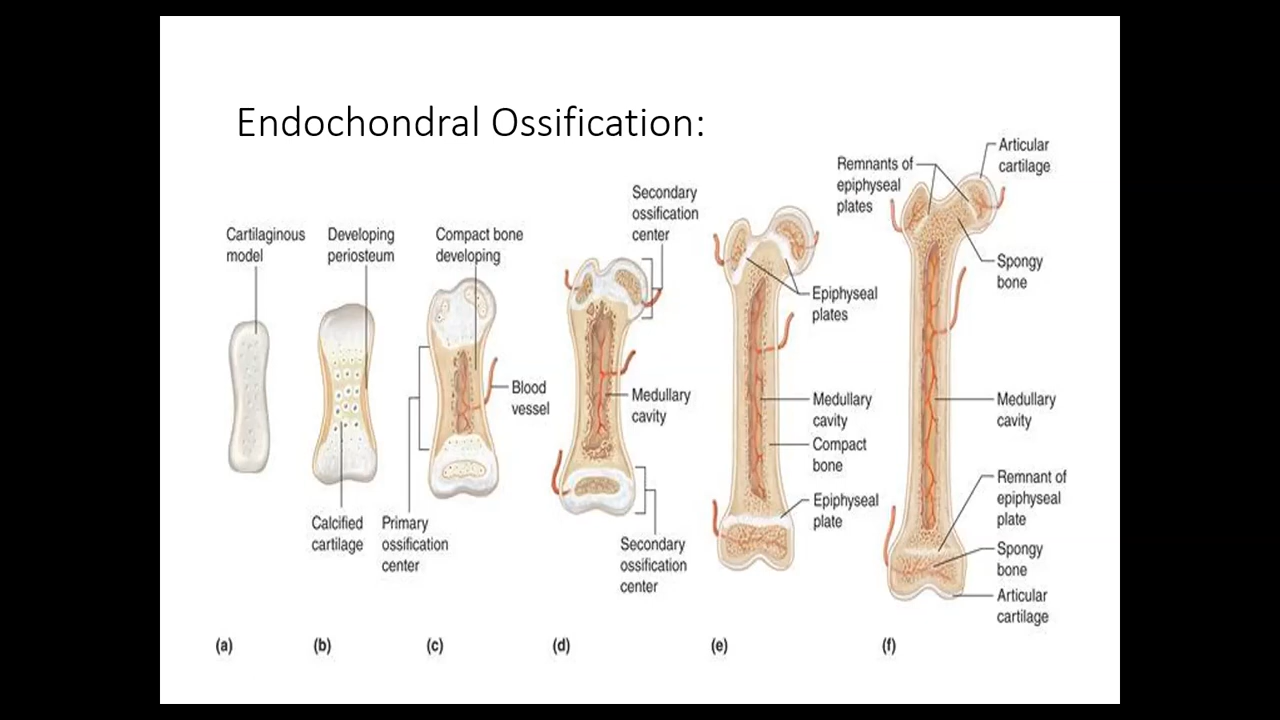 Endochondral Ossification:
Cartilaginous
model
Developing
periosteum
Compact bone
developing
Secondary
ossification
center
Remnants of
epiphyseal
plates
Articular
cartilage
Spongy
bone
Epiphyseal
plates
Blood
vessel
Medullary
cavity
Medullary
cavity
Compact
bone
Medullary
cavity
Epiphyseal
plate
Remnant of
epiphyseal
plate
Calcified
cartilage
Primary
ossification
center
Secondary
ossification
center
Spongy
bone
Articular
cartilage
(a)
(b)
(c)
(d)
(e)
(f)